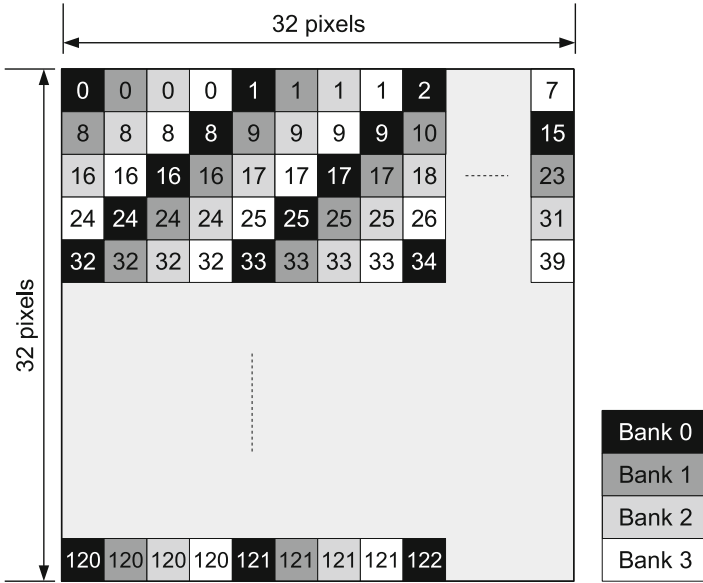 32 pixels
0 0 0 0 1 1 1 1 2 7
8 8 8 8 9 9 9 9 10 15
16 16 16 16 17 17 17 17 18 23
24 24 24 24 25 25 25 25 26 31
32 32 32 32 33 33 33 33 34 39
32 pixels
120 120 120 120 121 121 121 121 122
Bank 0
Bank 1
Bank 2
Bank 3